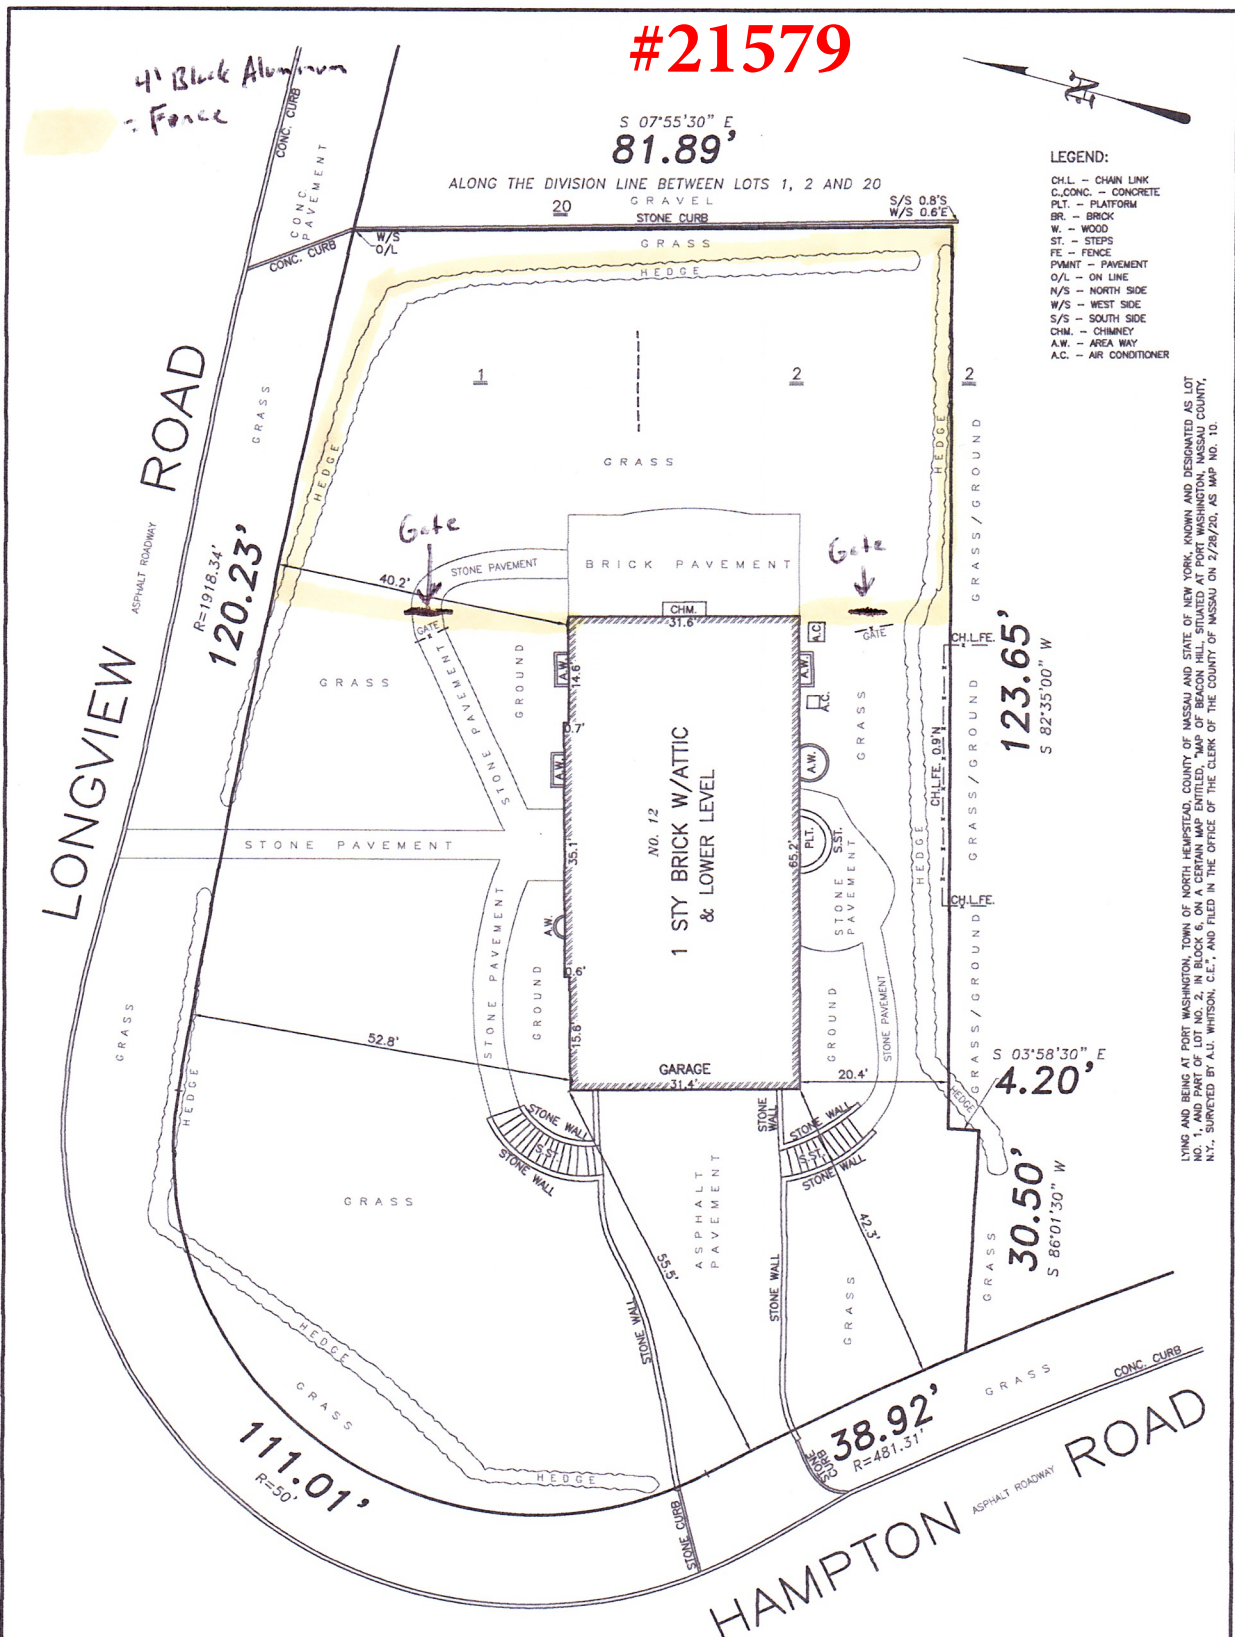 #21579
4' Black Aluminum
= Fence
N
S 07°55'30" E
81.89'
ALONG THE DIVISION LINE BETWEEN LOTS 1, 2 AND 20
20
GRAVEL
STONE CURB
S/S 0.8'S
W/S 0.6'E
W/S
O/L
CONC. CURB
CONC. PAVEMENT
CONC. CURB
LEGEND:
CH.L. – CHAIN LINK
C.,CONC. – CONCRETE
PLT. – PLATFORM
BR. – BRICK
W. – WOOD
ST. – STEPS
FE – FENCE
PVMNT – PAVEMENT
O/L – ON LINE
N/S – NORTH SIDE
W/S – WEST SIDE
S/S – SOUTH SIDE
CHM. – CHIMNEY
A.W. – AREA WAY
A.C. – AIR CONDITIONER
GRASS
HEDGE
1
2
2
GRASS
GRASS
HEDGE
HEDGE
GRASS/GROUND
LONGVIEW ROAD
ASPHALT ROADWAY
R=1918.34'
120.23'
Gate
Gate
40.2'
STONE PAVEMENT
BRICK PAVEMENT
CHM.
31.6'
GATE
GATE
A.C.
A.W.
A.W.
14.6'
A.C.
CH.L.FE.
123.65'
S 82°35'00" W
GRASS
STONE PAVEMENT
GROUND
0.7'
A.W.
A.W.
GRASS
CH.L.FE. 0.9'N
GRASS/GROUND
NO. 12
1 STY BRICK W/ATTIC
& LOWER LEVEL
STONE PAVEMENT
35.1'
65.2'
PLT.
S.ST.
STONE PAVEMENT
HEDGE
CH.L.FE.
A.W.
0.6'
STONE PAVEMENT
GROUND
15.6'
GROUND
STONE PAVEMENT
GRASS/GROUND
GRASS
HEDGE
52.8'
GARAGE
31.4'
20.4'
S 03°58'30" E
4.20'
HEDGE
STONE WALL
S.ST.
STONE WALL
STONE WALL
STONE WALL
S.ST.
STONE WALL
30.50'
S 86°01'30" W
GRASS
GRASS
ASPHALT PAVEMENT
55.5'
42.3'
STONE WALL
STONE WALL
GRASS
HEDGE
GRASS
HEDGE
111.01'
R=50'
STONE CURB
STONE CURB
38.92'
R=481.31'
GRASS
CONC. CURB
HAMPTON ROAD
ASPHALT ROADWAY
LYING AND BEING AT PORT WASHINGTON, TOWN OF NORTH HEMPSTEAD, COUNTY OF NASSAU AND STATE OF NEW YORK, KNOWN AND DESIGNATED AS LOT
NO. 1, AND PART OF LOT NO. 2, IN BLOCK 6, ON A CERTAIN MAP ENTITLED, "MAP OF BEACON HILL, SITUATED AT PORT WASHINGTON, NASSAU COUNTY,
N.Y., SURVEYED BY A.U. WHITSON, C.E.", AND FILED IN THE OFFICE OF THE CLERK OF THE COUNTY OF NASSAU ON 2/28/20, AS MAP NO. 10.